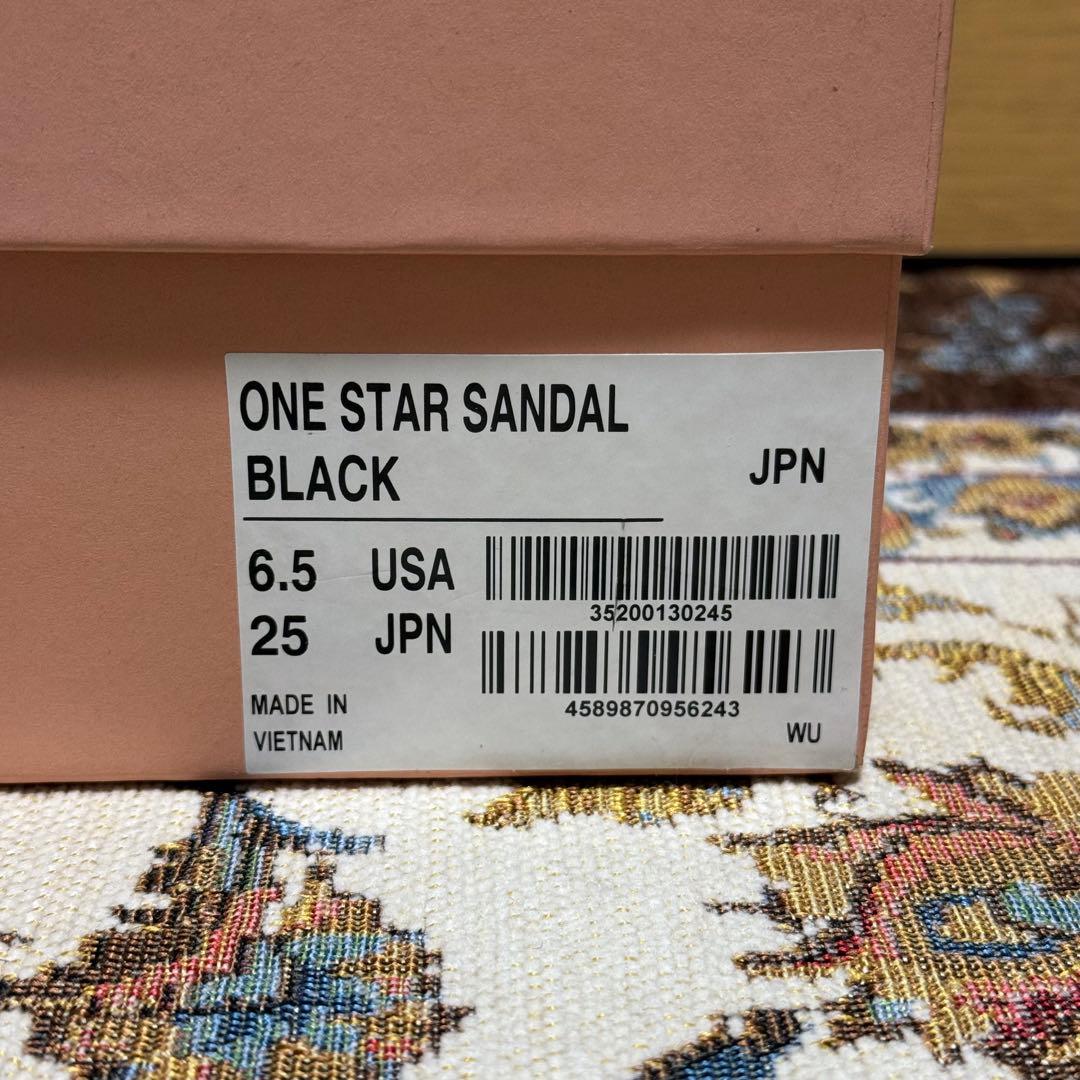 ONE STAR SANDAL
BLACK JPN
6.5 USA
35200130245
25 JPN
4589870956243
MADE IN
VIETNAM
WU